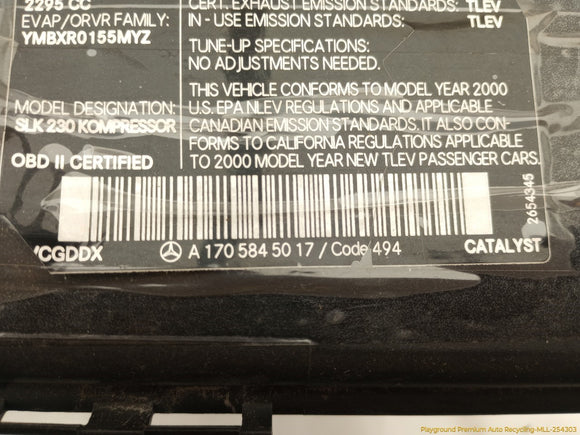 2295 CC
EVAP/ORVR FAMILY:
YMBXR0155MYZ
MODEL DESIGNATION:
SLK 230 KOMPRESSOR
OBD II CERTIFIED
CERT. EXHAUST EMISSION STANDARDS: TLEV
IN - USE EMISSION STANDARDS: TLEV
TUNE-UP SPECIFICATIONS:
NO ADJUSTMENTS NEEDED.
THIS VEHICLE CONFORMS TO MODEL YEAR 2000
U.S. EPA NLEV REGULATIONS AND APPLICABLE
CANADIAN EMISSION STANDARDS. IT ALSO CON-
FORMS TO CALIFORNIA REGULATIONS APPLICABLE
TO 2000 MODEL YEAR NEW TLEV PASSENGER CARS.
2654345
VCGDDX A 170 584 50 17 / Code 494 CATALYST
Playground Premium Auto Recycling-MLL-254303